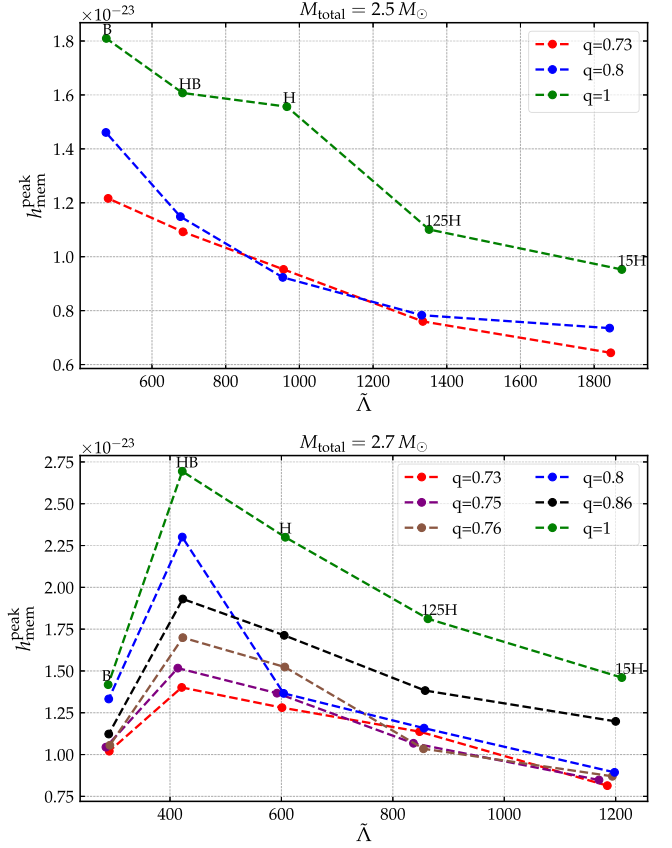 ×10⁻²³
M_total = 2.5 M_⊙
B
HB
H
125H
15H
q=0.73
q=0.8
q=1
1.8
1.6
1.4
1.2
1.0
0.8
0.6
h_mem^peak
600 800 1000 1200 1400 1600 1800
Λ̃
×10⁻²³
M_total = 2.7 M_⊙
HB
H
125H
15H
B
q=0.73 q=0.8
q=0.75 q=0.86
q=0.76 q=1
2.75
2.50
2.25
2.00
1.75
1.50
1.25
1.00
0.75
h_mem^peak
400 600 800 1000 1200
Λ̃